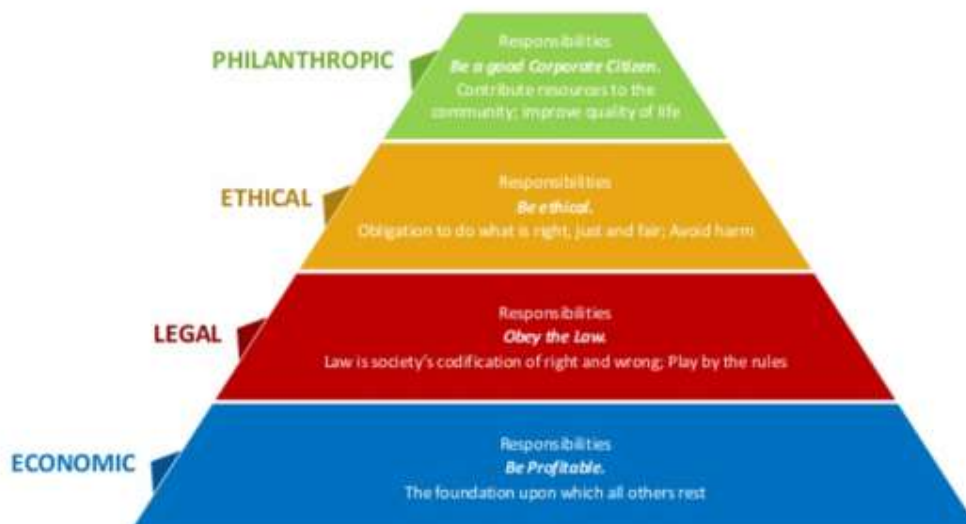 PHILANTHROPIC
Responsibilities
Be a good Corporate Citizen.
Contribute resources to the
community; improve quality of life
ETHICAL
Responsibilities
Be ethical.
Obligation to do what is right, just and fair; Avoid harm
LEGAL
Responsibilities
Obey the Law.
Law is society's codification of right and wrong; Play by the rules
ECONOMIC
Responsibilities
Be Profitable.
The foundation upon which all others rest